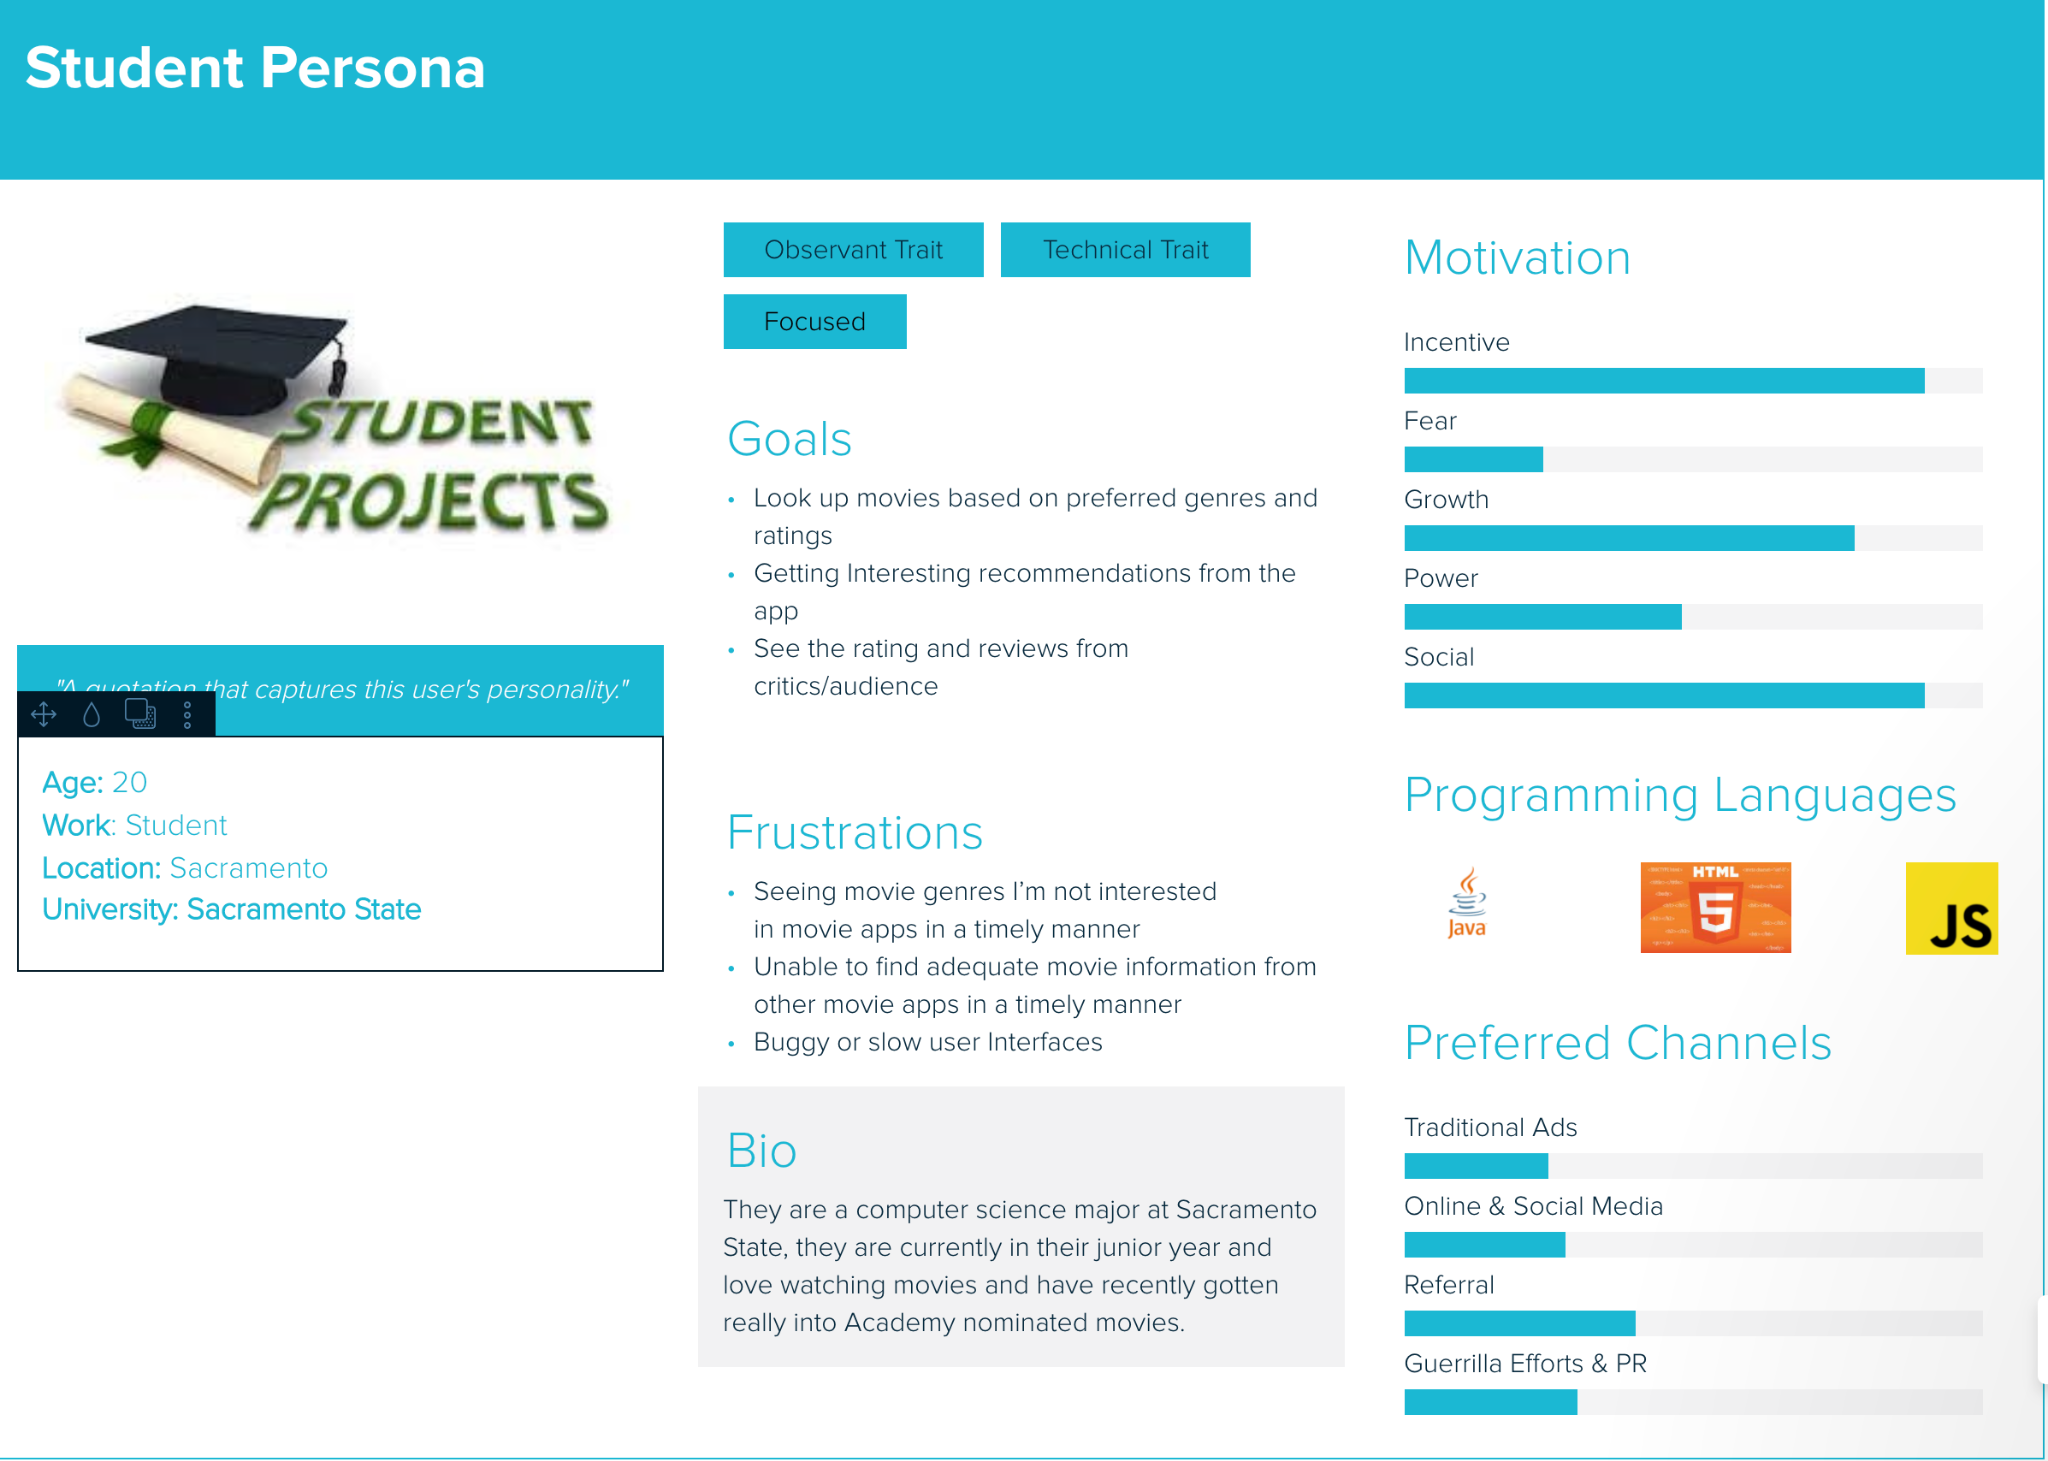 Student Persona
STUDENT
PROJECTS
"A quotation that captures this user's personality."
Age: 20
Work: Student
Location: Sacramento
University: Sacramento State
Observant Trait
Technical Trait
Focused
Goals
• Look up movies based on preferred genres and
ratings
• Getting Interesting recommendations from the
app
• See the rating and reviews from
critics/audience
Frustrations
• Seeing movie genres I'm not interested
in movie apps in a timely manner
• Unable to find adequate movie information from
other movie apps in a timely manner
• Buggy or slow user Interfaces
Bio
They are a computer science major at Sacramento
State, they are currently in their junior year and
love watching movies and have recently gotten
really into Academy nominated movies.
Motivation
Incentive
Fear
Growth
Power
Social
Programming Languages
Java
HTML
5
JS
Preferred Channels
Traditional Ads
Online & Social Media
Referral
Guerrilla Efforts & PR